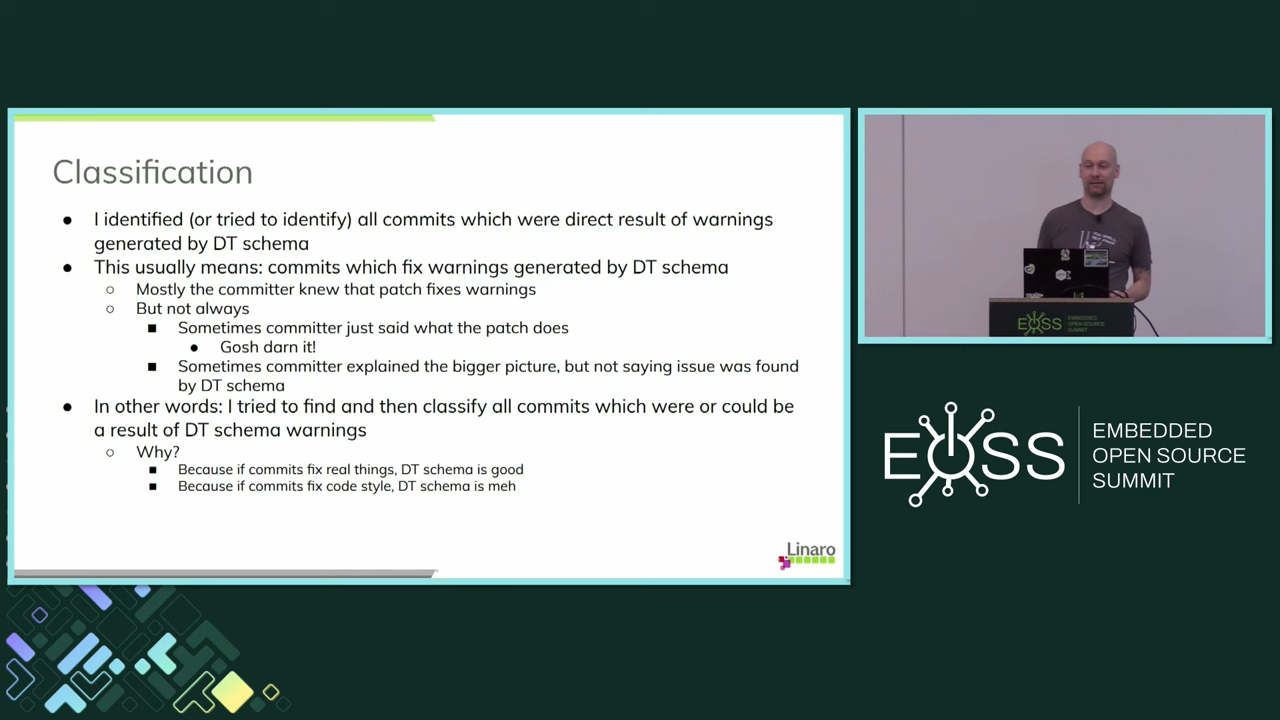 Classification
● I identified (or tried to identify) all commits which were direct result of warnings
generated by DT schema
● This usually means: commits which fix warnings generated by DT schema
○ Mostly the committer knew that patch fixes warnings
○ But not always
■ Sometimes committer just said what the patch does
● Gosh darn it!
■ Sometimes committer explained the bigger picture, but not saying issue was found
by DT schema
● In other words: I tried to find and then classify all commits which were or could be
a result of DT schema warnings
○ Why?
■ Because if commits fix real things, DT schema is good
■ Because if commits fix code style, DT schema is meh
Linaro
EOSS
EMBEDDED
OPEN SOURCE
SUMMIT
EOSS
EMBEDDED
OPEN SOURCE
SUMMIT